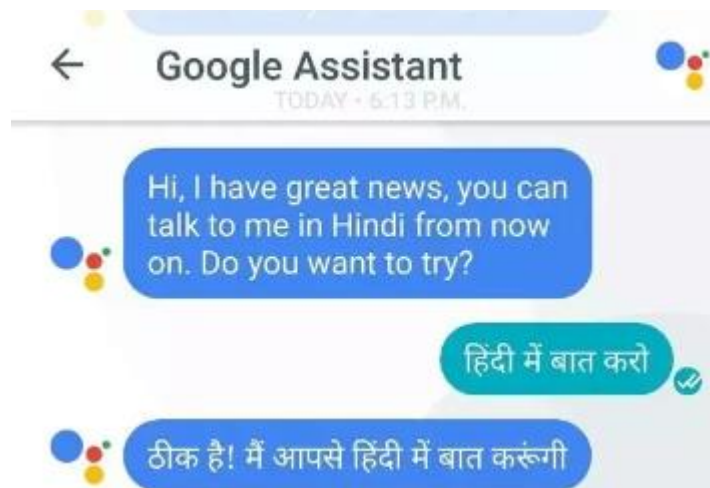 Google Assistant
TODAY • 6:13 P.M.
Hi, I have great news, you can
talk to me in Hindi from now
on. Do you want to try?
हिंदी में बात करो
ठीक है! मैं आपसे हिंदी में बात करूंगी